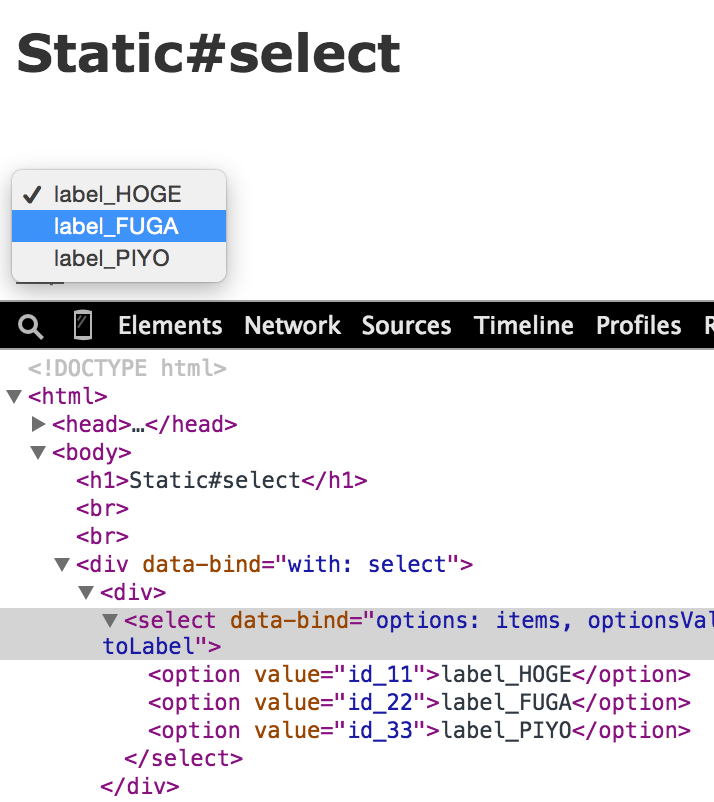 Static#select
label_HOGE
label_FUGA
label_PIYO
Elements Network Sources Timeline Profiles
<!DOCTYPE html>
<html>
<head>…</head>
<body>
<h1>Static#select</h1>
<br>
<br>
<div data-bind="with: select">
<div>
<select data-bind="options: items, optionsVal
toLabel">
<option value="id_11">label_HOGE</option>
<option value="id_22">label_FUGA</option>
<option value="id_33">label_PIYO</option>
</select>
</div>